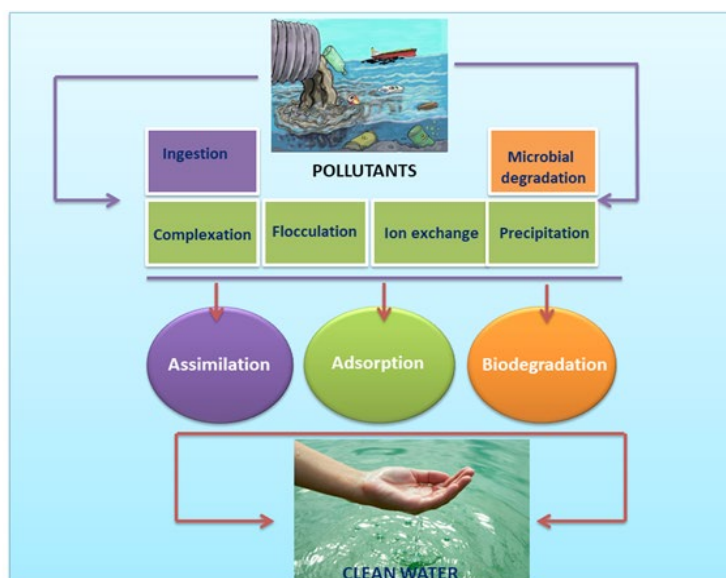 POLLUTANTS
Ingestion
Microbial
degradation
Complexation
Flocculation
Ion exchange
Precipitation
Assimilation
Adsorption
Biodegradation
CLEAN WATER